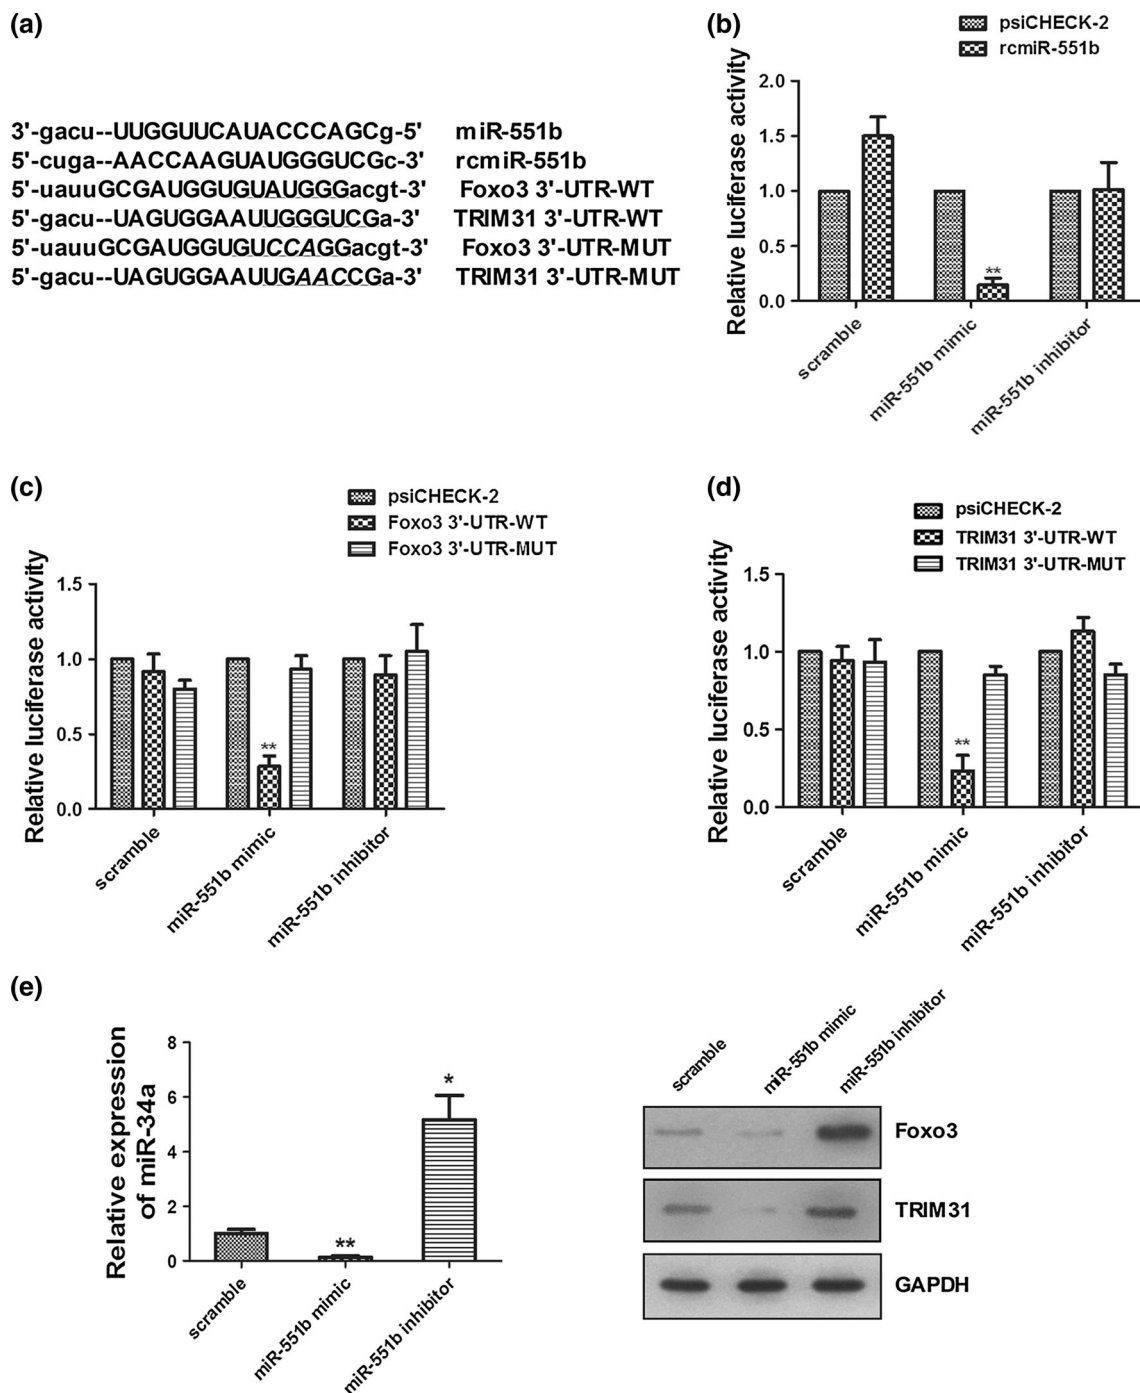 (a)
3'-gacu--UUGGUUCAUACCCAGCg-5' miR-551b
5'-cuga--AACCAAGUAUGGGUCGc-3' rcmiR-551b
5'-uauuGCGAUGGUGUAUGGGacgt-3' Foxo3 3'-UTR-WT
5'-gacu--UAGUGGAAUUGGGUCGa-3' TRIM31 3'-UTR-WT
5'-uauuGCGAUGGUGUCCAGGacgt-3' Foxo3 3'-UTR-MUT
5'-gacu--UAGUGGAAUUGAACCGa-3' TRIM31 3'-UTR-MUT
(b)
psiCHECK-2
rcmiR-551b
Relative luciferase activity
2.0
1.5
1.0
0.5
0.0
**
scramble
miR-551b mimic
miR-551b inhibitor
(c)
psiCHECK-2
Foxo3 3'-UTR-WT
Foxo3 3'-UTR-MUT
Relative luciferase activity
1.5
1.0
0.5
0.0
**
scramble
miR-551b mimic
miR-551b inhibitor
(d)
psiCHECK-2
TRIM31 3'-UTR-WT
TRIM31 3'-UTR-MUT
Relative luciferase activity
1.5
1.0
0.5
0.0
**
scramble
miR-551b mimic
miR-551b inhibitor
(e)
Relative expression
of miR-34a
8
6
4
2
0
**
*
scramble
miR-551b mimic
miR-551b inhibitor
scramble
miR-551b mimic
miR-551b inhibitor
Foxo3
TRIM31
GAPDH